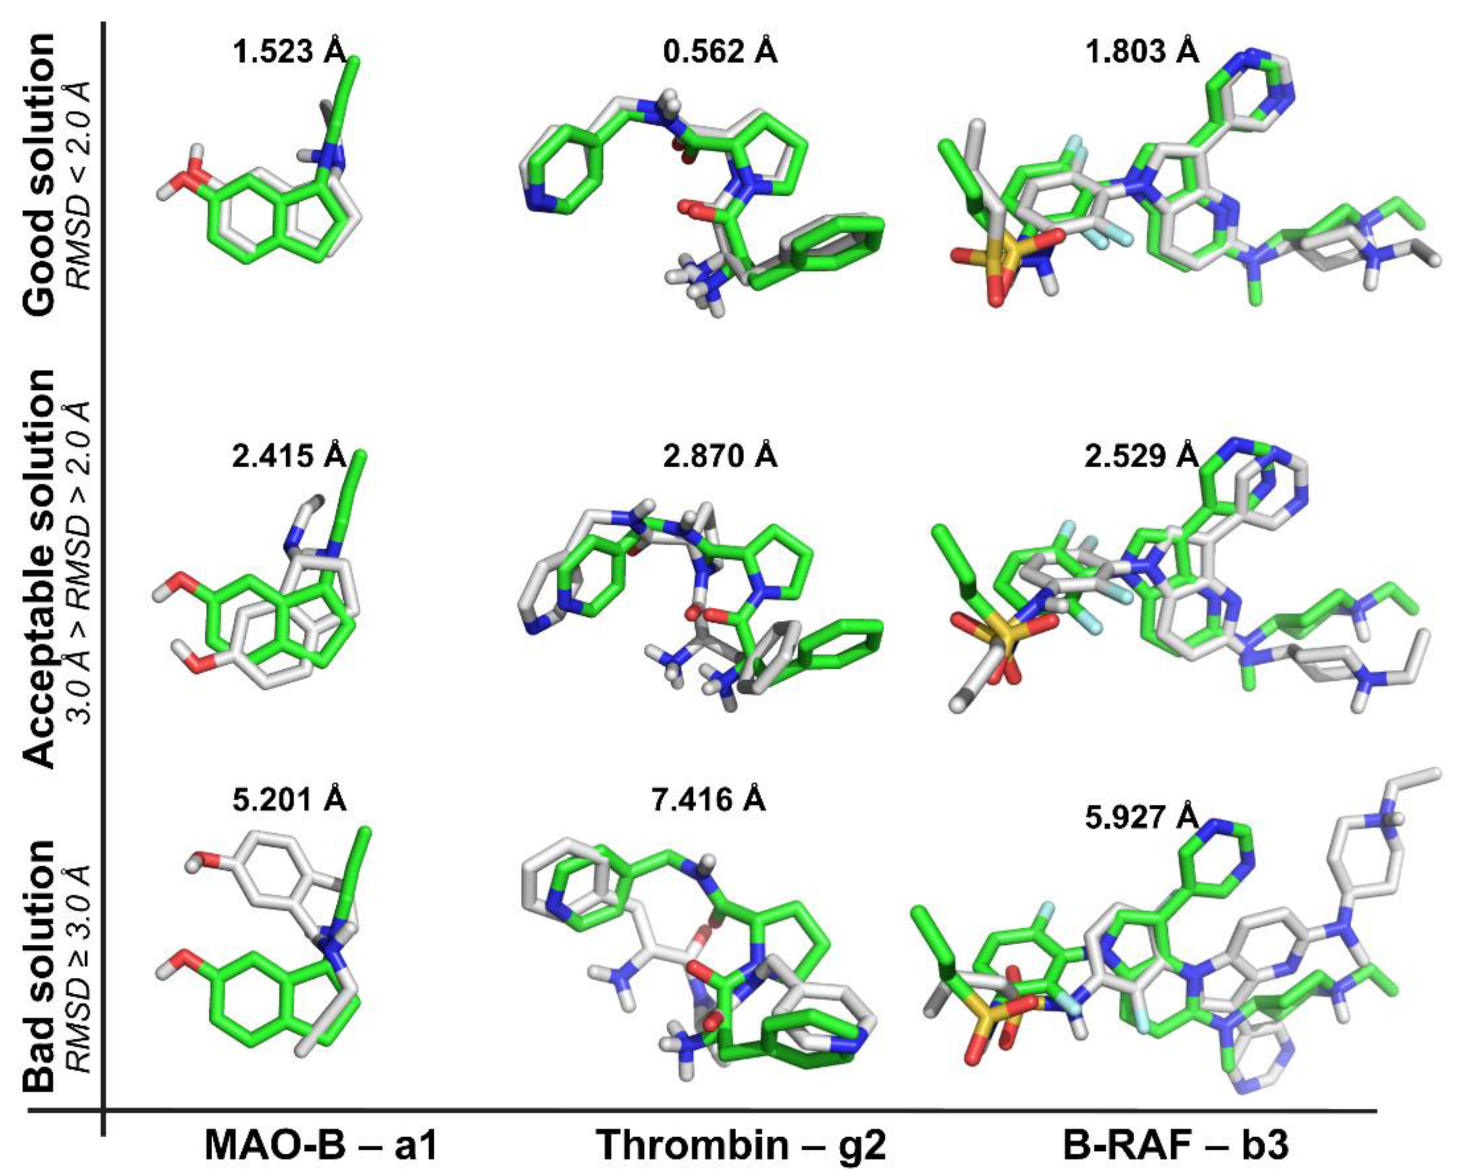 Good solution
RMSD < 2.0 Å
1.523 Å
0.562 Å
1.803 Å
Acceptable solution
3.0 Å > RMSD > 2.0 Å
2.415 Å
2.870 Å
2.529 Å
Bad solution
RMSD ≥ 3.0 Å
5.201 Å
7.416 Å
5.927 Å
MAO-B – a1
Thrombin – g2
B-RAF – b3